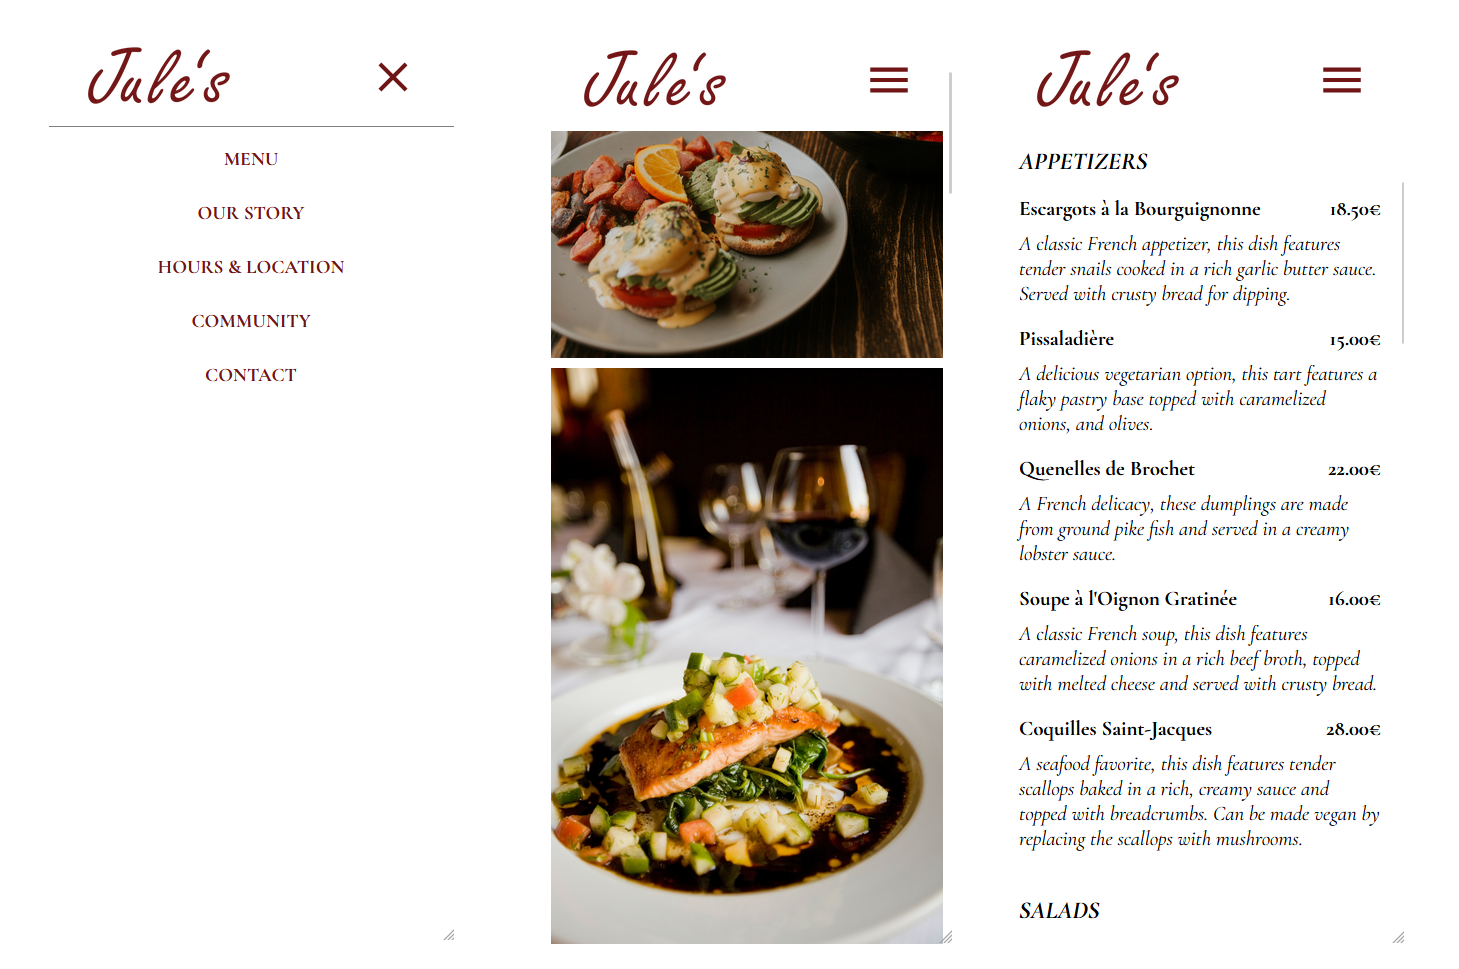 Jule's
MENU
OUR STORY
HOURS & LOCATION
COMMUNITY
CONTACT
Jule's
Jule's
APPETIZERS
Escargots à la Bourguignonne 18.50€
A classic French appetizer, this dish features
tender snails cooked in a rich garlic butter sauce.
Served with crusty bread for dipping.
Pissaladière 15.00€
A delicious vegetarian option, this tart features a
flaky pastry base topped with caramelized
onions, and olives.
Quenelles de Brochet 22.00€
A French delicacy, these dumplings are made
from ground pike fish and served in a creamy
lobster sauce.
Soupe à l'Oignon Gratinée 16.00€
A classic French soup, this dish features
caramelized onions in a rich beef broth, topped
with melted cheese and served with crusty bread.
Coquilles Saint-Jacques 28.00€
A seafood favorite, this dish features tender
scallops baked in a rich, creamy sauce and
topped with breadcrumbs. Can be made vegan by
replacing the scallops with mushrooms.
SALADS